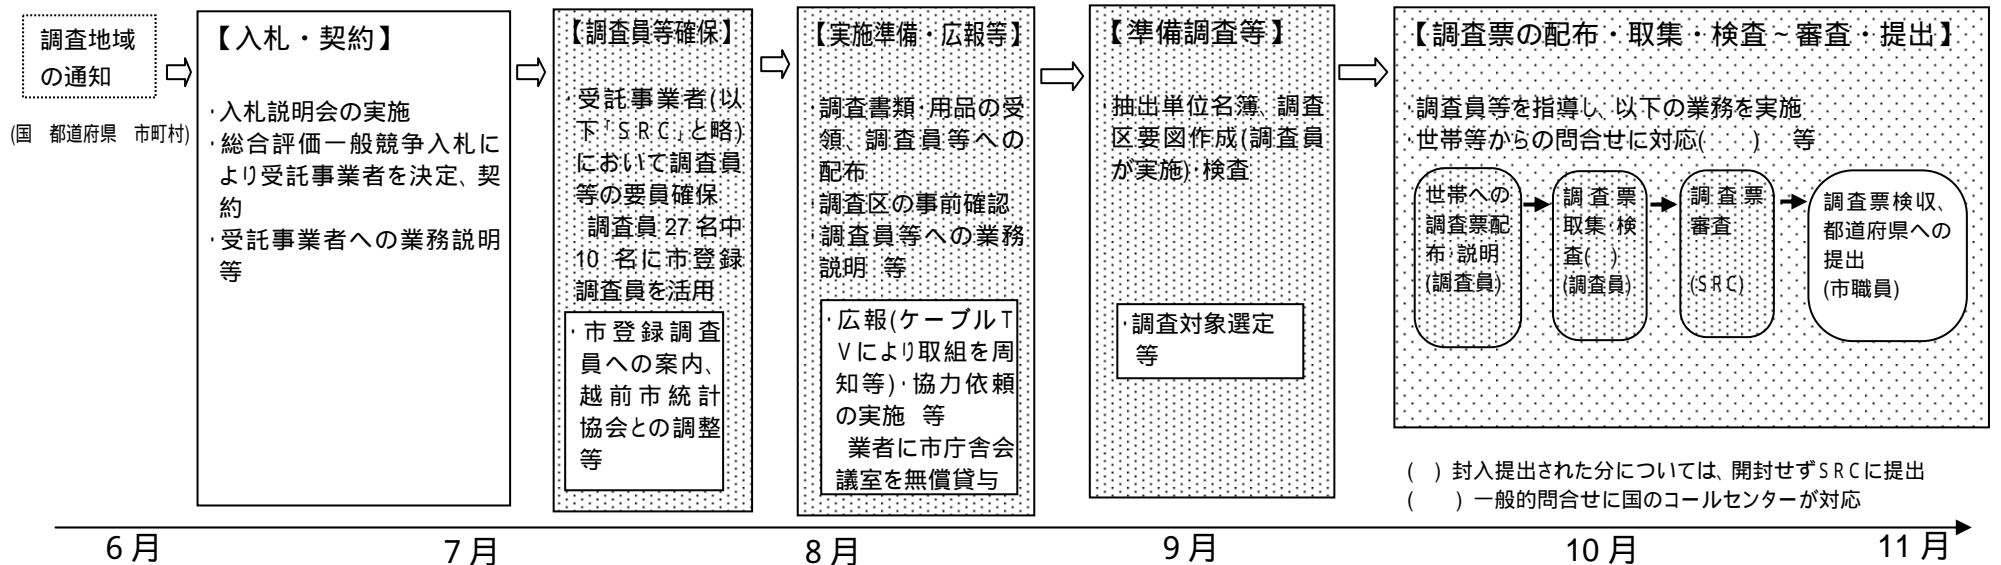 調査地域
の通知
(国　都道府県　市町村)
【入札・契約】
・入札説明会の実施
・総合評価一般競争入札に
より受託事業者を決定、契
約
・受託事業者への業務説明
等
【調査員等確保】
・受託事業者(以
下「SRC」と略)
において調査員
等の要員確保
調査員 27 名中
10 名に市登録
調査員を活用
・市登録調査
員への案内、
越前市統計
協会との調整
等
【実施準備・広報等】
・調査書類・用品の受
領、調査員等への
配布
・調査区の事前確認
・調査員等への業務
説明　等
・広報(ケーブルT
Vにより取組を周
知等)・協力依頼
の実施　等
業者に市庁舎会
議室を無償貸与
【準備調査等】
・抽出単位名簿、調査
区要図作成(調査員
が実施)・検査
・調査対象選定
等
【調査票の配布・取集・検査～審査・提出】
・調査員等を指導し、以下の業務を実施
・世帯等からの問合せに対応(　　)　等
世帯への
調査票配
布・説明
(調査員)
調査票
取集・検
査(　)
(調査員)
調査票
審査
(SRC)
調査票検収、
都道府県への
提出
(市職員)
(　) 封入提出された分については、開封せずSRCに提出
(　　) 一般的問合せに国のコールセンターが対応
6月　7月　8月　9月　10月　11月